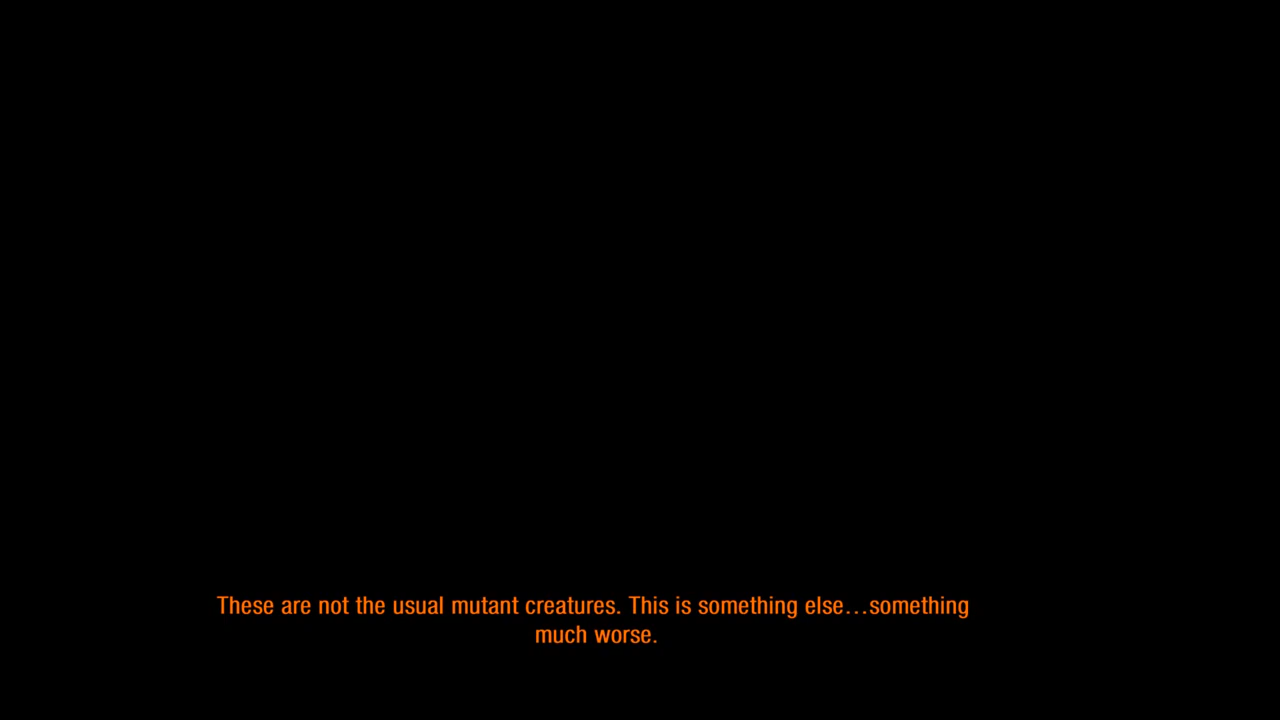 These are not the usual mutant creatures. This is something else...something
much worse.